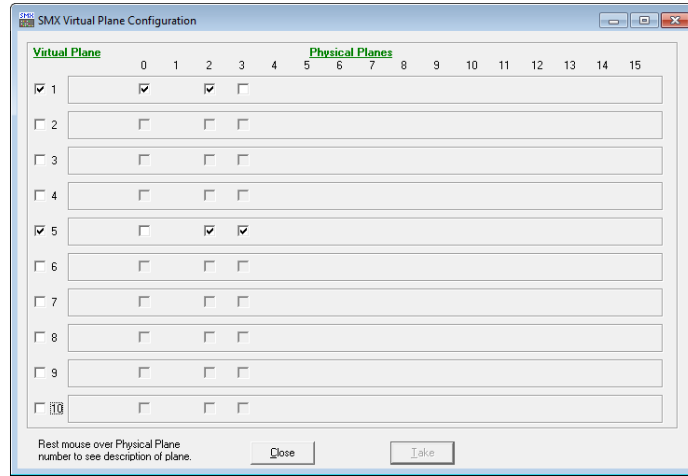 SMX Virtual Plane Configuration
Virtual Plane Physical Planes
0 1 2 3 4 5 6 7 8 9 10 11 12 13 14 15
1
2
3
4
5
6
7
8
9
10
Rest mouse over Physical Plane
number to see description of plane.
Close Take